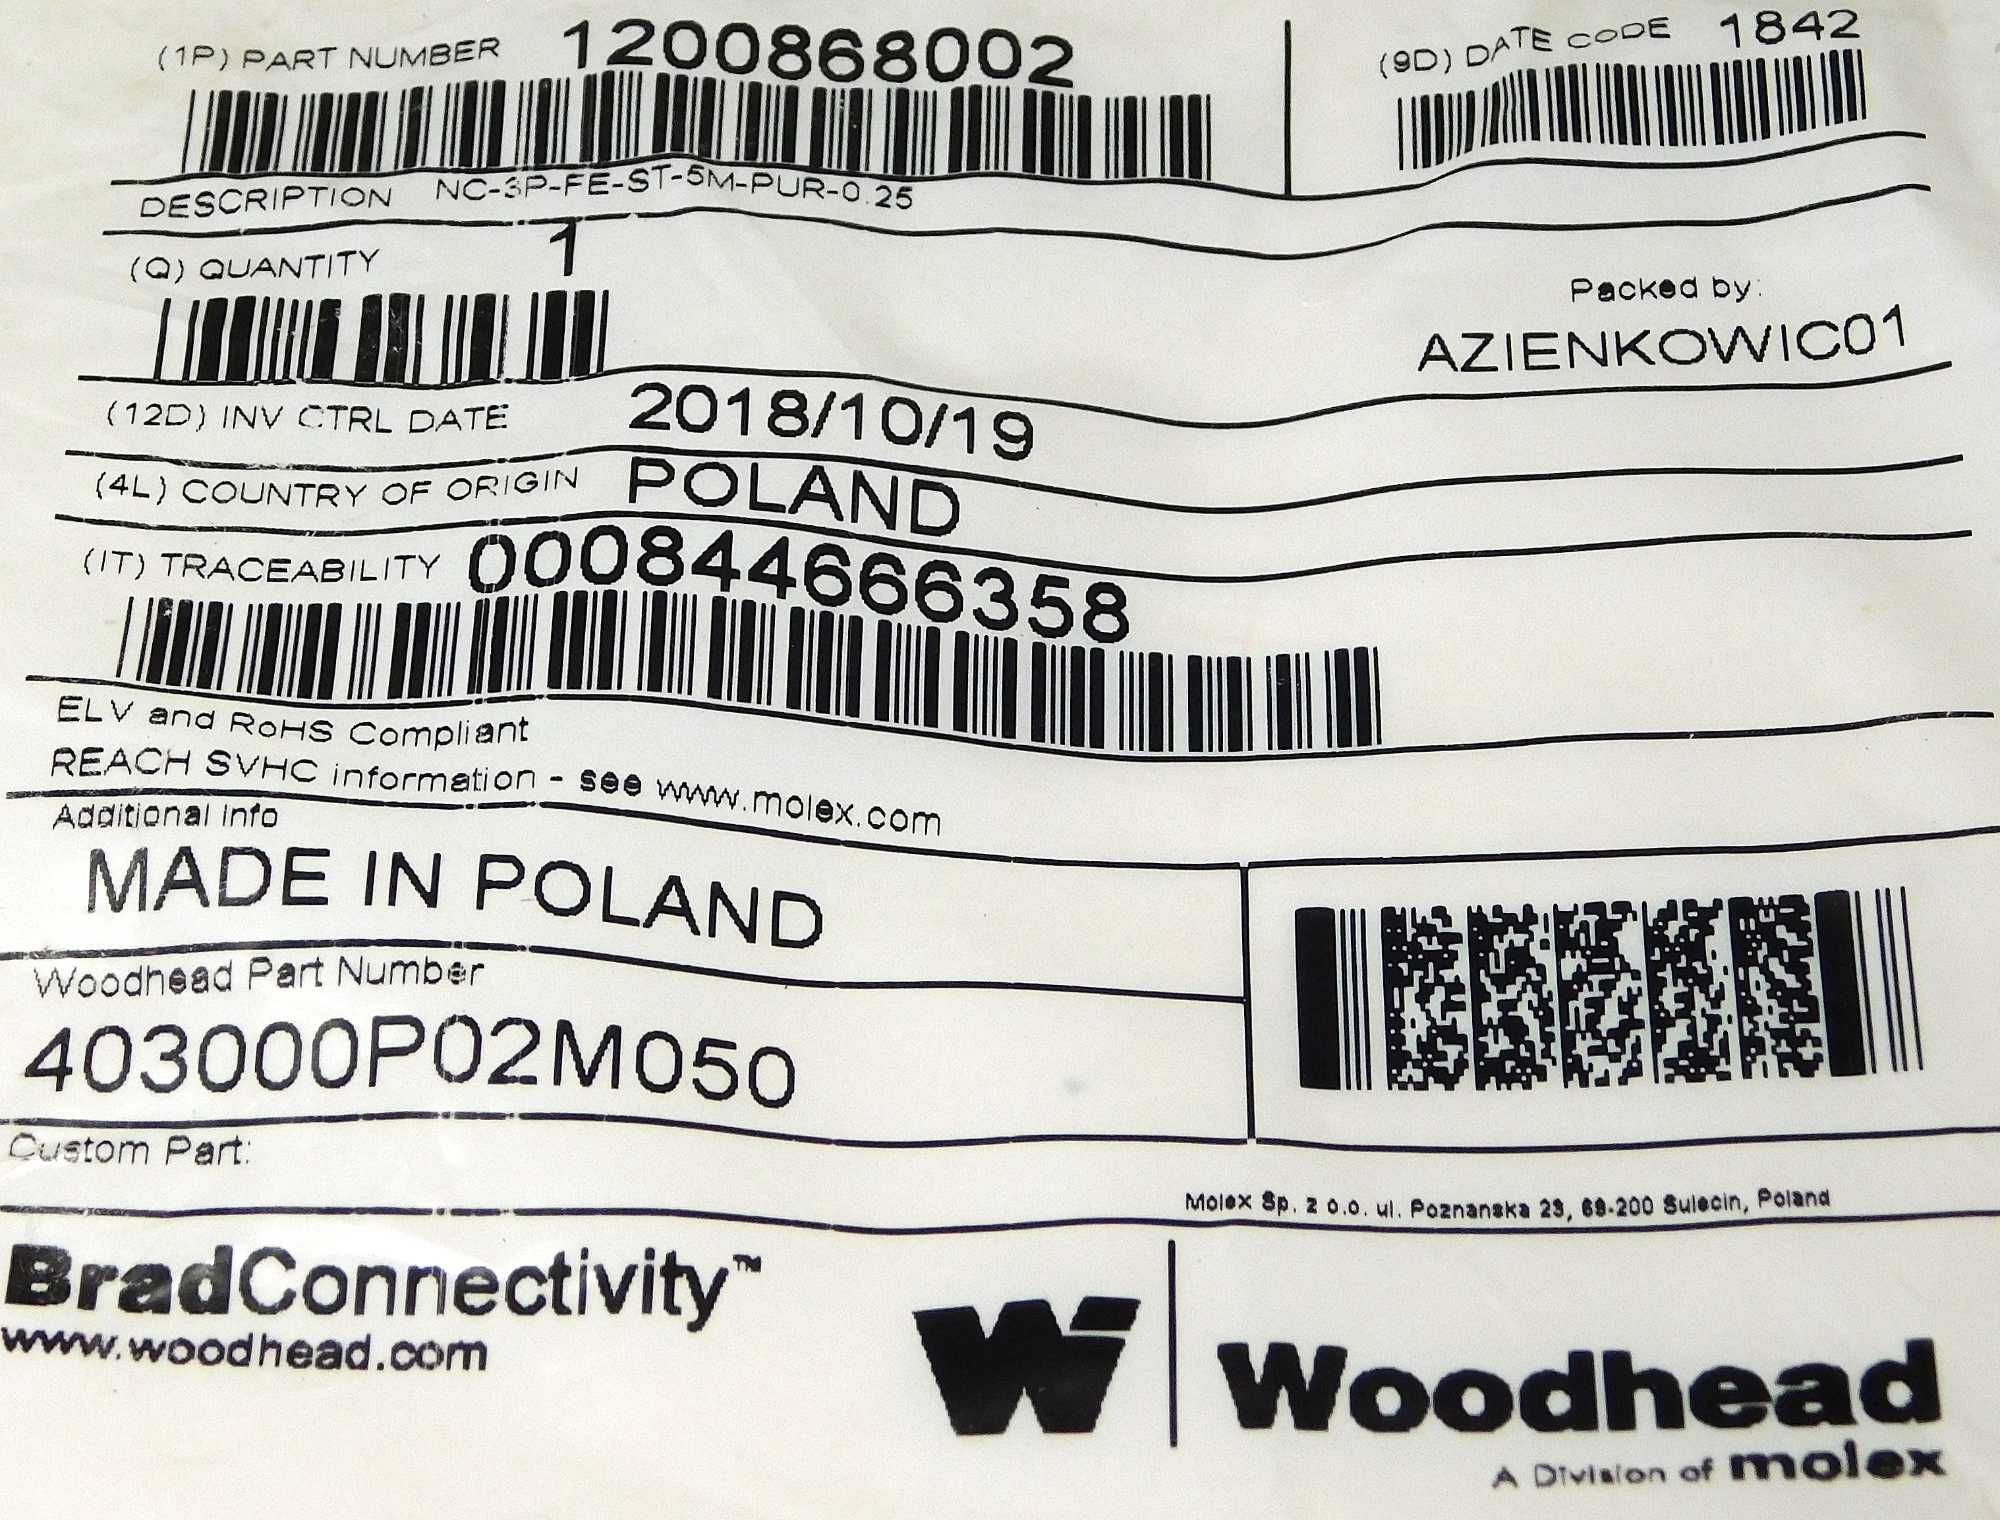 (1P) PART NUMBER 1200868002
(9D) DATE CODE 1842
DESCRIPTION NC-3P-FE-ST-5M-PUR-0.25
(Q) QUANTITY 1
Packed by:
AZIENKOWIC01
(12D) INV CTRL DATE 2018/10/19
(4L) COUNTRY OF ORIGIN POLAND
(1T) TRACEABILITY 000844666358
ELV and RoHS Compliant
REACH SVHC information - see www.molex.com
Additional Info
MADE IN POLAND
Woodhead Part Number
403000P02M050
Custom Part:
Molex Sp. z o.o. ul. Poznanska 23, 69-200 Sulecin, Poland
BradConnectivity™
www.woodhead.com
W
Woodhead
A Division of molex